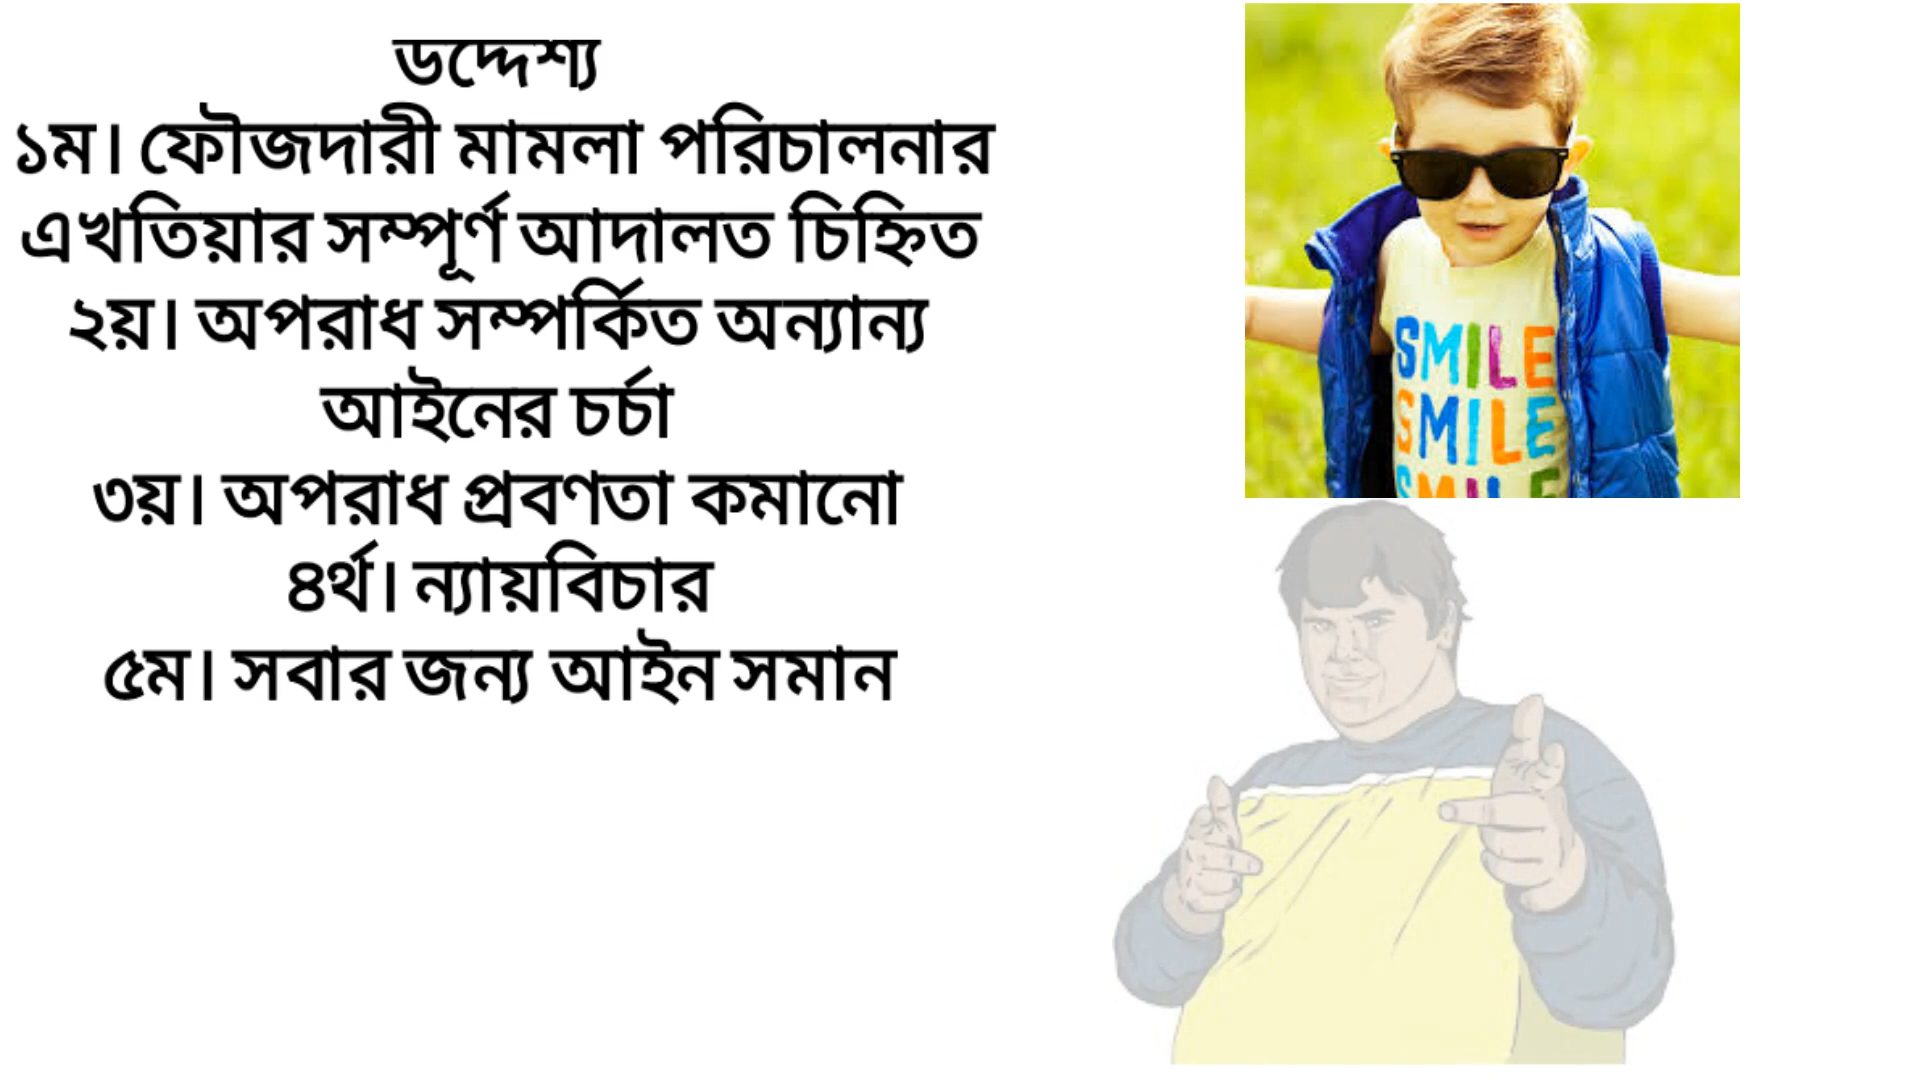 উদ্দেশ্য
১ম। ফৌজদারী মামলা পরিচালনার
এখতিয়ার সম্পূর্ণ আদালত চিহ্নিত
২য়। অপরাধ সম্পর্কিত অন্যান্য
আইনের চর্চা
৩য়। অপরাধ প্রবণতা কমানো
৪র্থ। ন্যায়বিচার
৫ম। সবার জন্য আইন সমান
SMILE
SMILE
SMILE